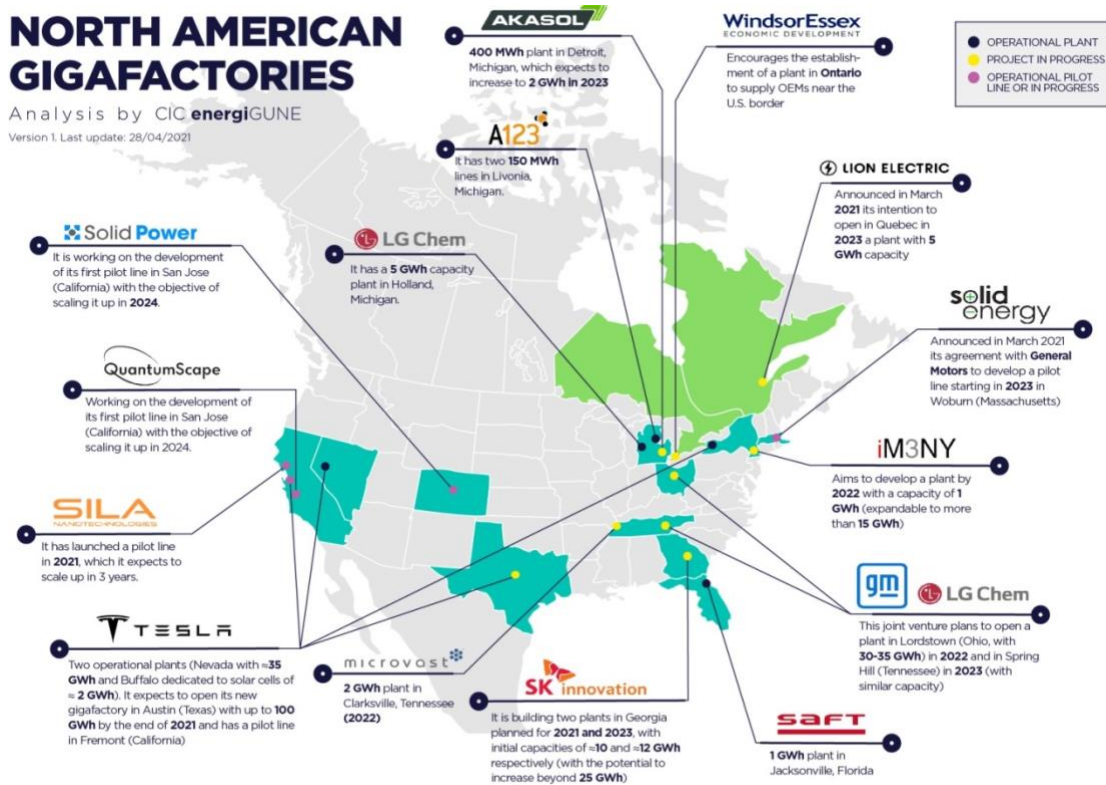 NORTH AMERICAN
GIGAFACTORIES
Analysis by CIC energiGUNE
Version 1. Last update: 28/04/2021
AKASOL
400 MWh plant in Detroit,
Michigan, which expects to
increase to 2 GWh in 2023
WindsorEssex
ECONOMIC DEVELOPMENT
Encourages the establish-
ment of a plant in Ontario
to supply OEMs near the
U.S. border
OPERATIONAL PLANT
PROJECT IN PROGRESS
OPERATIONAL PILOT
LINE OR IN PROGRESS
A123
It has two 150 MWh
lines in Livonia,
Michigan.
LION ELECTRIC
Announced in March
2021 its intention to
open in Quebec in
2023 a plant with 5
GWh capacity
Solid Power
It is working on the development
of its first pilot line in San Jose
(California) with the objective of
scaling it up in 2024.
LG Chem
It has a 5 GWh capacity
plant in Holland,
Michigan.
solid
energy
Announced in March 2021
its agreement with General
Motors to develop a pilot
line starting in 2023 in
Woburn (Massachusetts)
QuantumScape
Working on the development of
its first pilot line in San Jose
(California) with the objective of
scaling it up in 2024.
iM3NY
Aims to develop a plant by
2022 with a capacity of 1
GWh (expandable to more
than 15 GWh)
SILA
NANOTECHNOLOGIES
It has launched a pilot line
in 2021, which it expects to
scale up in 3 years.
gm
LG Chem
This joint venture plans to open a
plant in Lordstown (Ohio, with
30-35 GWh) in 2022 and in Spring
Hill (Tennessee) in 2023 (with
similar capacity)
TESLA
Two operational plants (Nevada with ≈35
GWh and Buffalo dedicated to solar cells of
≈ 2 GWh). It expects to open its new
gigafactory in Austin (Texas) with up to 100
GWh by the end of 2021 and has a pilot line
in Fremont (California)
microvast
2 GWh plant in
Clarksville, Tennessee
(2022)
SK innovation
It is building two plants in Georgia
planned for 2021 and 2023, with
initial capacities of ≈10 and ≈12 GWh
respectively (with the potential to
increase beyond 25 GWh)
saft
1 GWh plant in
Jacksonville, Florida